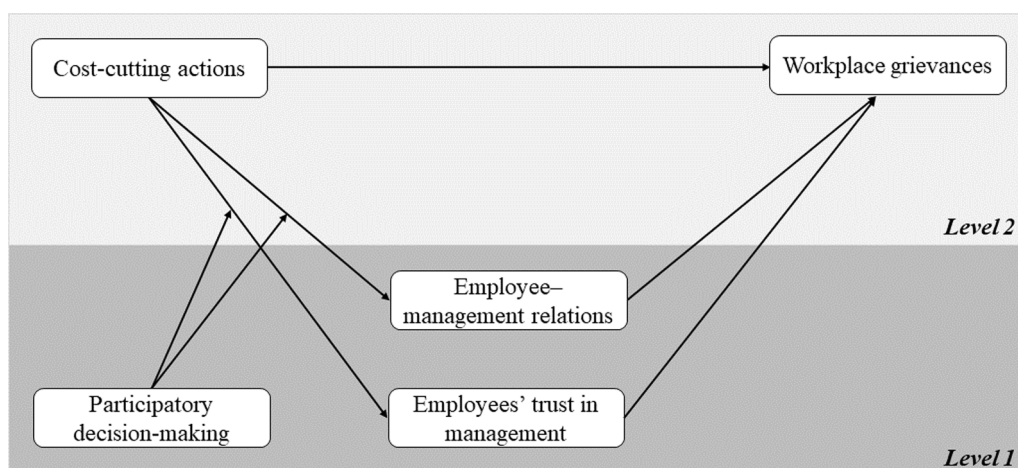 Cost-cutting actions
Workplace grievances
Level 2
Employee–
management relations
Participatory
decision-making
Employees’ trust in
management
Level 1